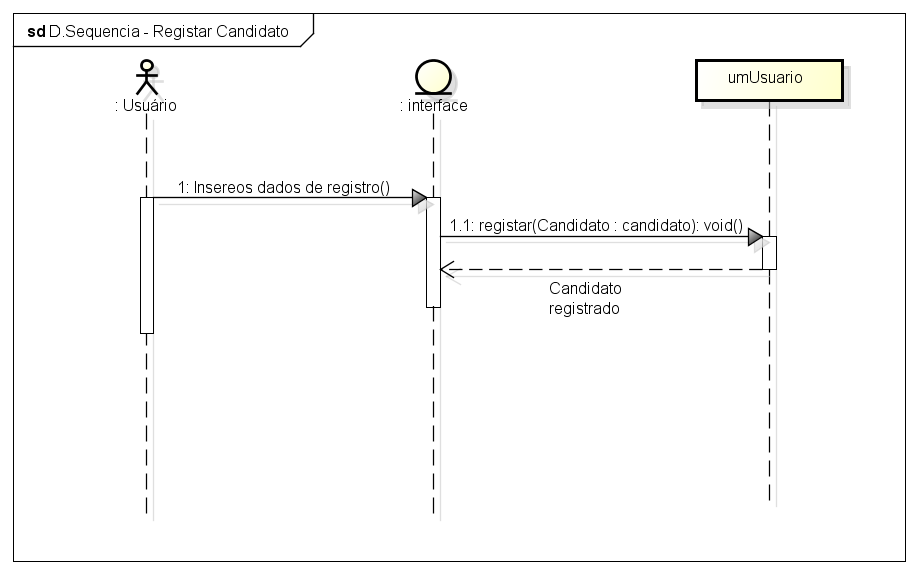 sd D.Sequencia - Registar Candidato
umUsuario
: Usuário
: interface
1: Insereos dados de registro()
1.1: registar(Candidato : candidato): void()
Candidato
registrado